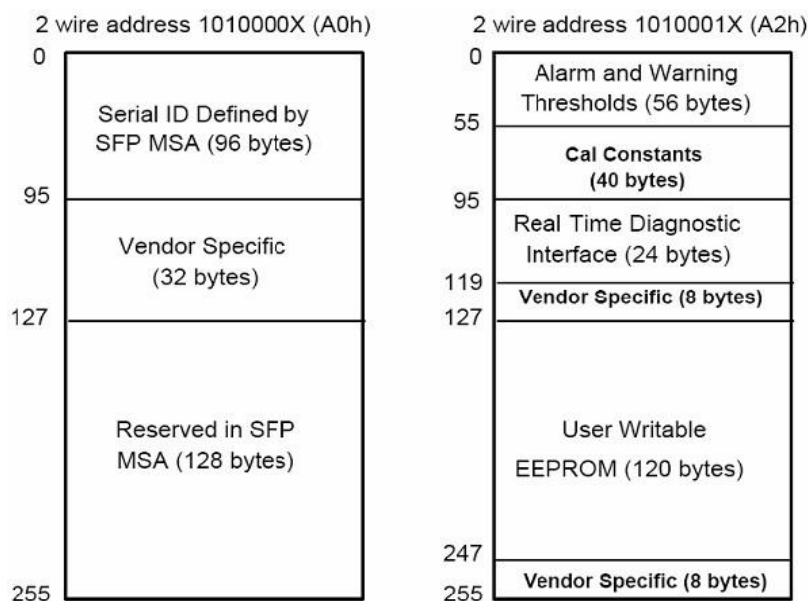 2 wire address 1010000X (A0h)
0
Serial ID Defined by
SFP MSA (96 bytes)
95
Vendor Specific
(32 bytes)
127
Reserved in SFP
MSA (128 bytes)
255
2 wire address 1010001X (A2h)
0
Alarm and Warning
Thresholds (56 bytes)
55
Cal Constants
(40 bytes)
95
Real Time Diagnostic
Interface (24 bytes)
119
Vendor Specific (8 bytes)
127
User Writable
EEPROM (120 bytes)
247
Vendor Specific (8 bytes)
255